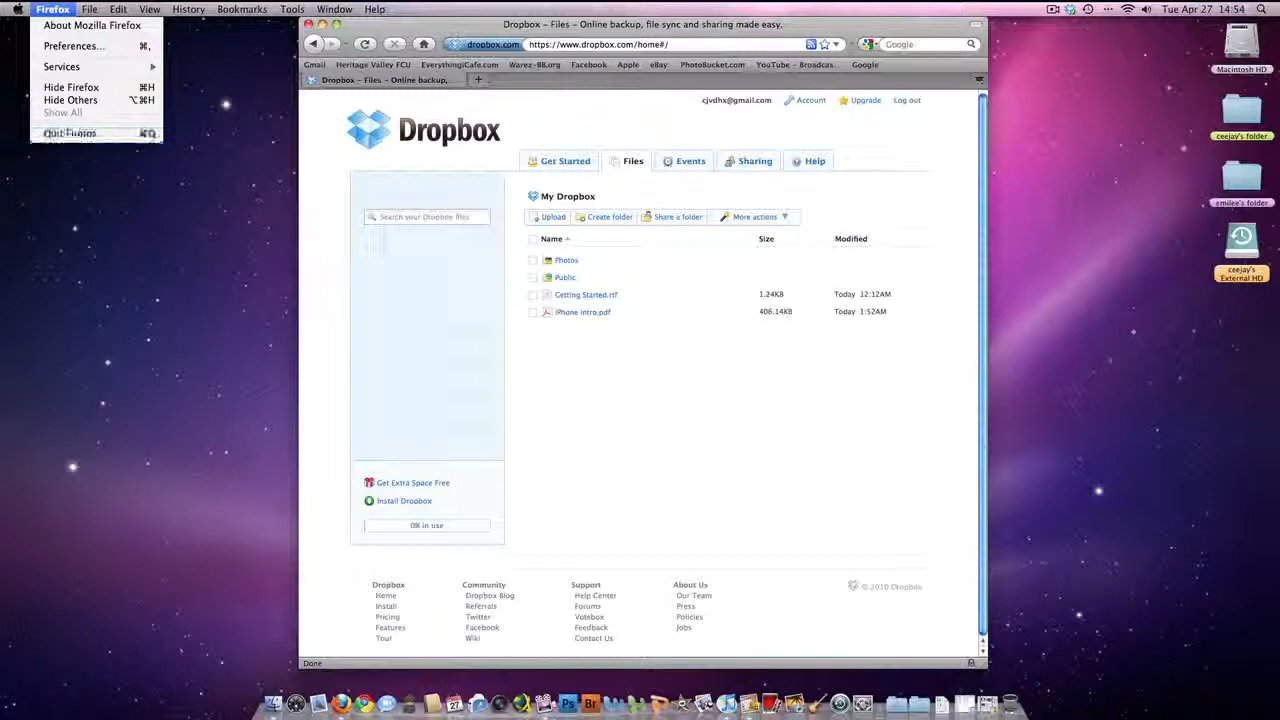 Firefox File Edit View History Bookmarks Tools Window Help Tue Apr 27 14:54
About Mozilla Firefox
Preferences... ⌘,
Services
Hide Firefox ⌘H
Hide Others ⌥⌘H
Show All
Dropbox – Files – Online backup, file sync and sharing made easy.
dropbox.com https://www.dropbox.com/home#/ Google
Gmail Heritage Valley FCU EverythingiCafe.com Warez-BB.org Facebook Apple eBay PhotoBucket.com YouTube - Broadcas... Google
Dropbox – Files – Online backup,
cjvdhx@gmail.com Account Upgrade Log out
Dropbox
Get Started Files Events Sharing Help
My Dropbox
Search your Dropbox files
Upload Create folder Share a folder More actions
Name Size Modified
Photos
Public
Getting Started.rtf 1.24KB Today 12:12AM
iPhone intro.pdf 406.14KB Today 1:52AM
Get Extra Space Free
Install Dropbox
0% in use
Dropbox Community Support About Us © 2010 Dropbox
Home Dropbox Blog Help Center Our Team
Install Referrals Forums Press
Pricing Twitter Votebox Policies
Features Facebook Feedback Jobs
Tour Wiki Contact Us
Done
Macintosh HD
ceejay's folder
emilee's folder
ceejay's
External HD
27
Ps Br